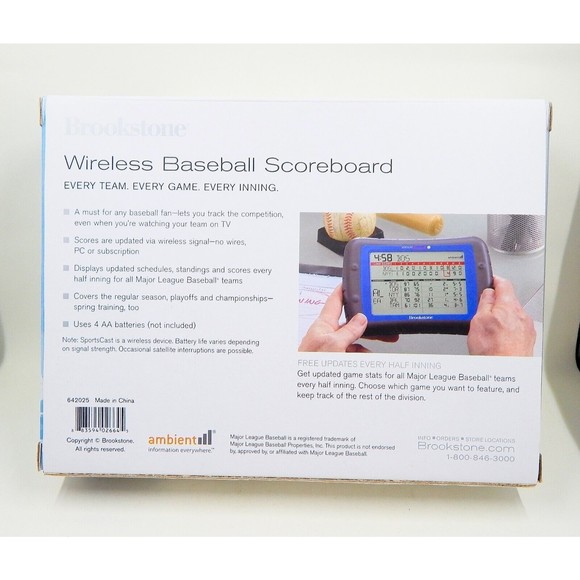 Brookstone
Wireless Baseball Scoreboard
EVERY TEAM. EVERY GAME. EVERY INNING.
A must for any baseball fan–lets you track the competition,
even when you're watching your team on TV
Scores are updated via wireless signal–no wires,
PC or subscription
Displays updated schedules, standings and scores every
half inning for all Major League Baseball® teams
Covers the regular season, playoffs and championships–
spring training, too
Uses 4 AA batteries (not included)
Note: SportsCast is a wireless device. Battery life varies depending
on signal strength. Occasional satellite interruptions are possible.
4:58
Brookstone
FREE UPDATES EVERY HALF INNING
Get updated game stats for all Major League Baseball® teams
every half inning. Choose which game you want to feature, and
keep track of the rest of the division.
642025 Made in China
Copyright © Brookstone.
All rights reserved.
ambient
information everywhere™
Major League Baseball is a registered trademark of
Major League Baseball Properties, Inc. This product is not endorsed
by, approved by, or affiliated with Major League Baseball.
INFO • ORDERS • STORE LOCATIONS
Brookstone.com
1-800-846-3000